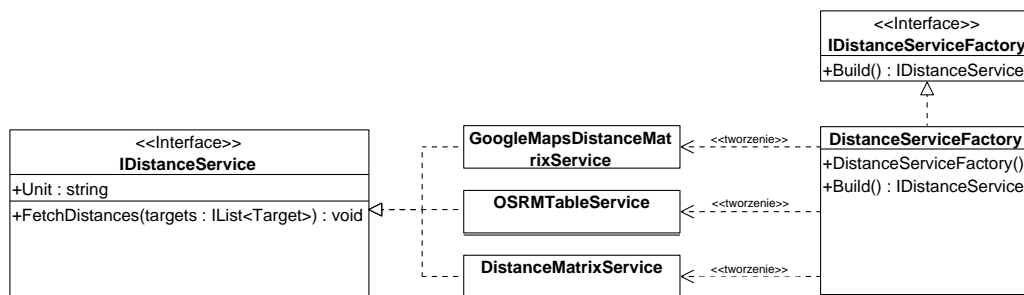 <<Interface>>
IDistanceServiceFactory
+Build() : IDistanceService
<<Interface>>
IDistanceService
+Unit : string
+FetchDistances(targets : IList<Target>) : void
GoogleMapsDistanceMat
rixService
<<tworzenie>>
OSRMTableService
<<tworzenie>>
DistanceMatrixService
<<tworzenie>>
DistanceServiceFactory
+DistanceServiceFactory()
+Build() : IDistanceService